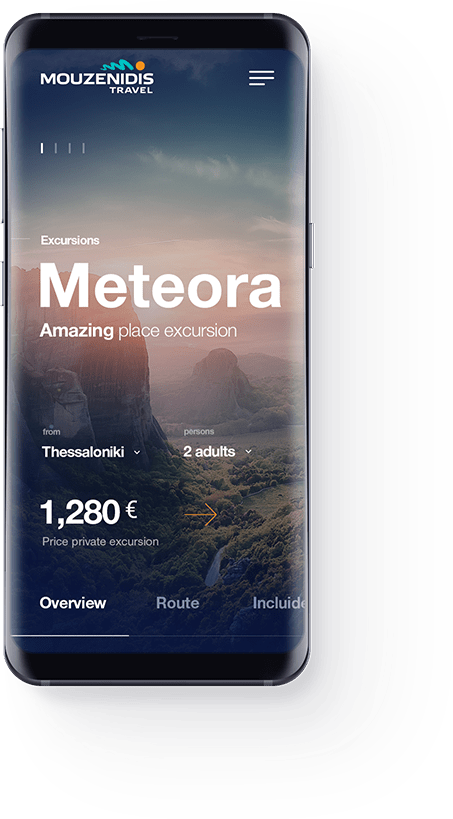 MOUZENIDIS
TRAVEL
Excursions
Meteora
Amazing place excursion
from
persons
Thessaloniki
2 adults
1,280 €
Price private excursion
Overview
Route
Incluide